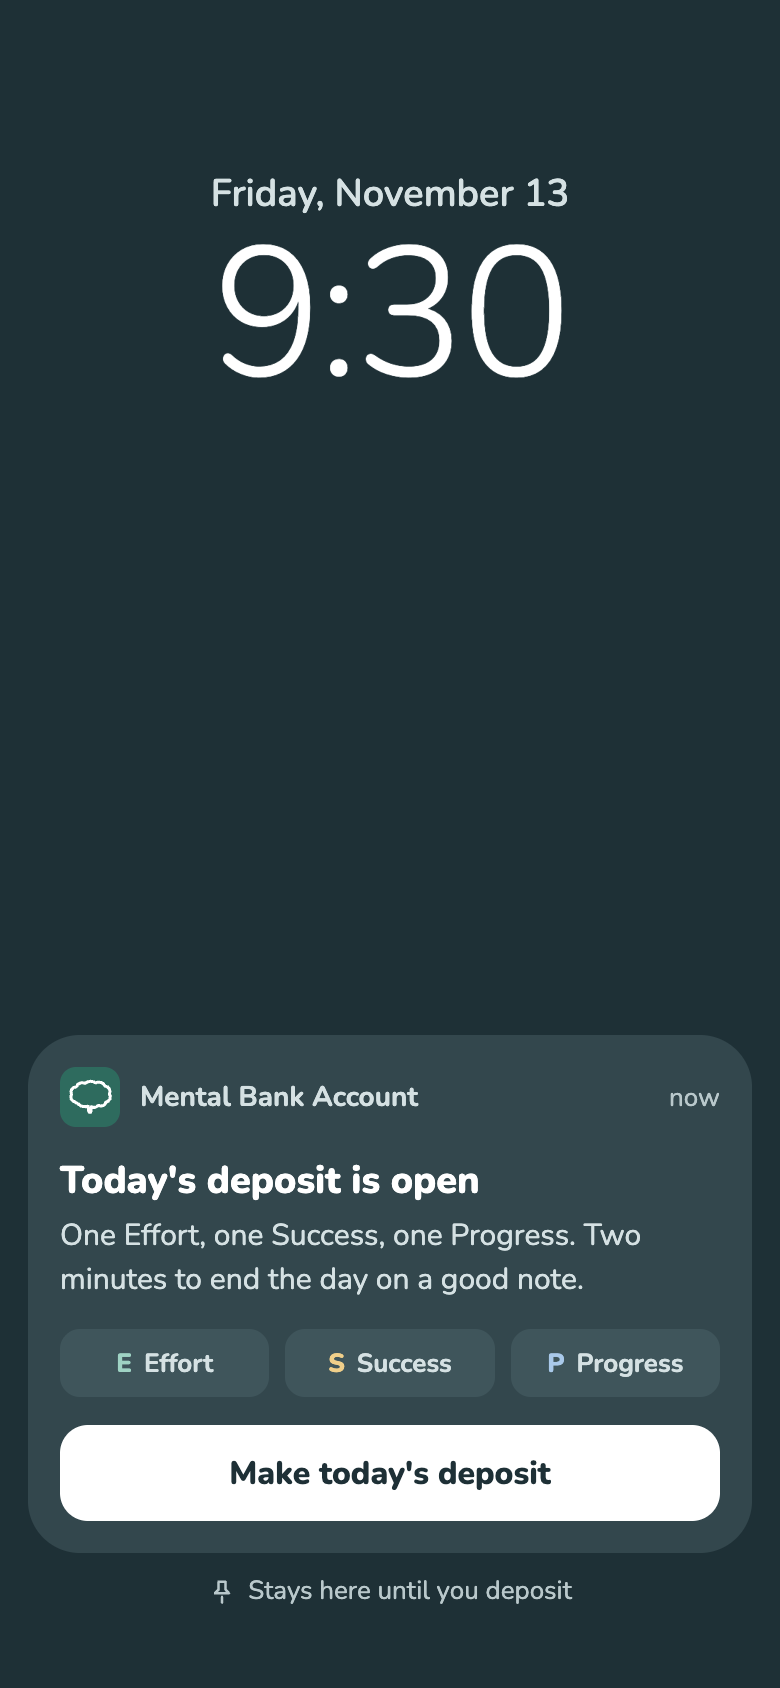 Friday, November 13
9:30
Mental Bank Account
now
Today's deposit is open
One Effort, one Success, one Progress. Two
minutes to end the day on a good note.
E Effort
S Success
P Progress
Make today's deposit
Stays here until you deposit